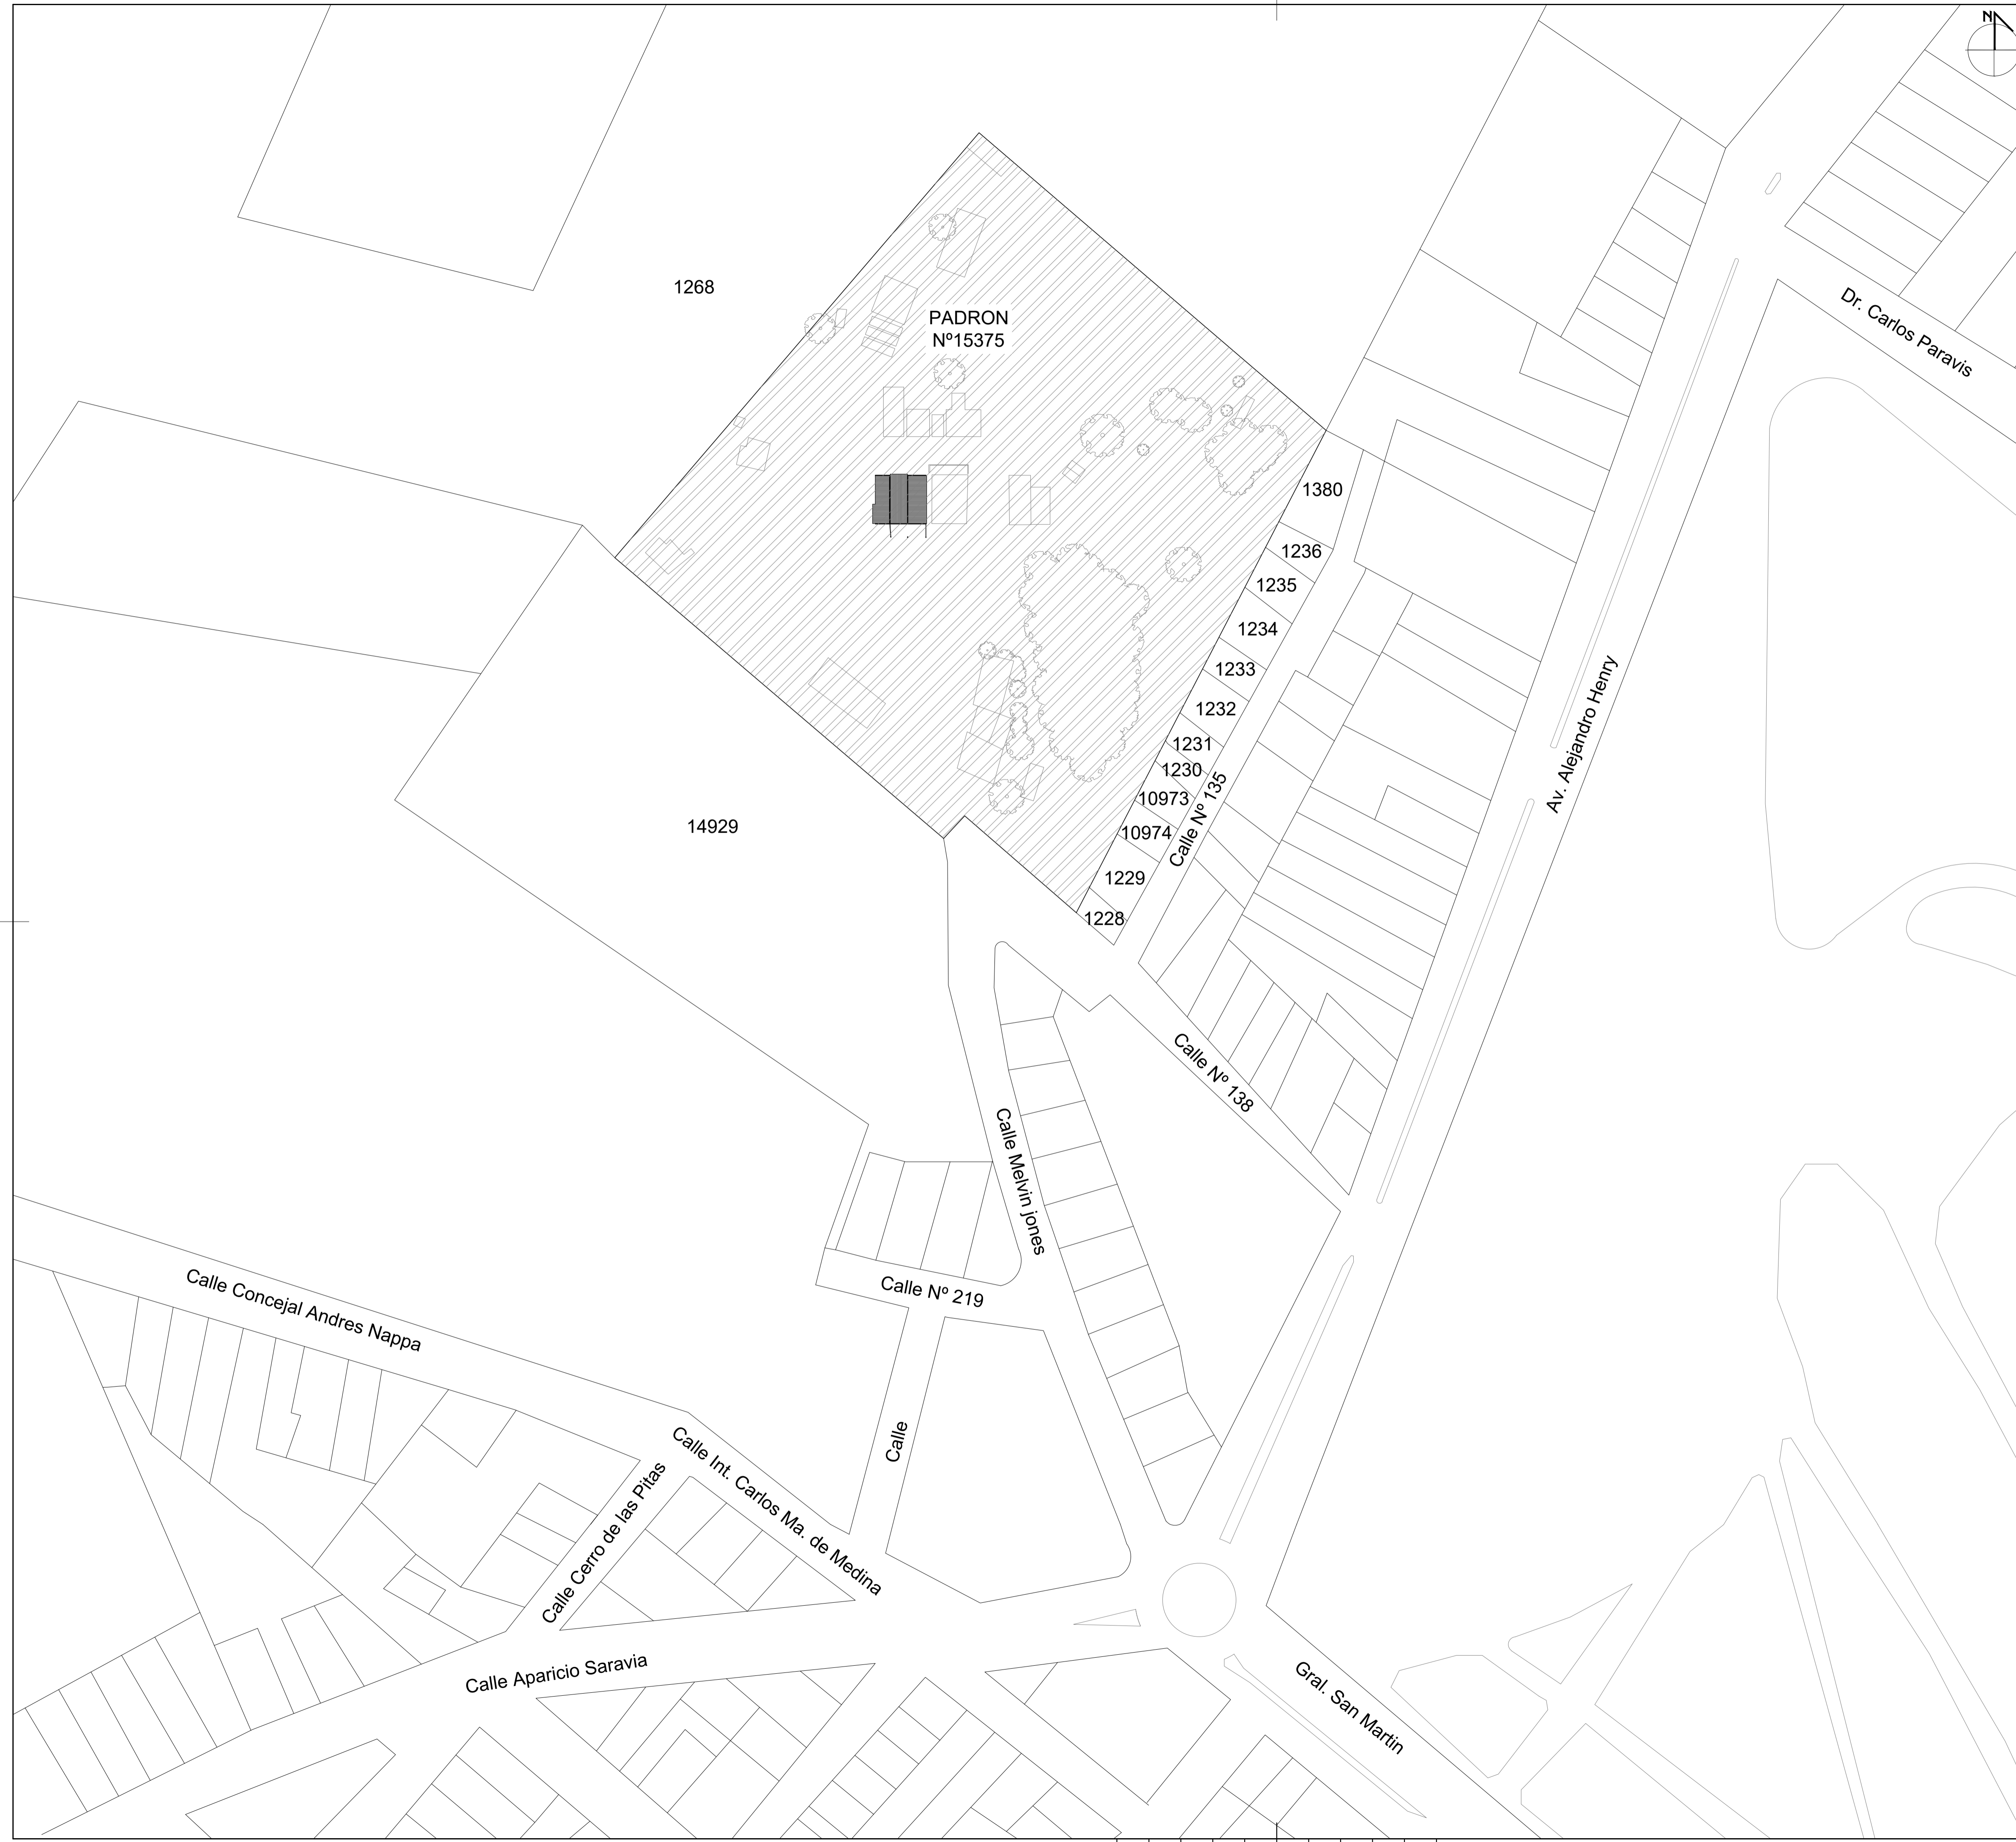 N
1268
PADRON
Nº15375
Dr. Carlos Paravis
1380
1236
1235
1234
1233
1232
1231
1230
10973
10974
1229
1228
Calle Nº 135
Av. Alejandro Henry
14929
Calle Nº 138
Calle Melvin jones
Calle Nº 219
Calle Concejal Andres Nappa
Calle
Calle Int. Carlos Ma. de Medina
Calle Cerro de las Pitas
Calle Aparicio Saravia
Gral. San Martin